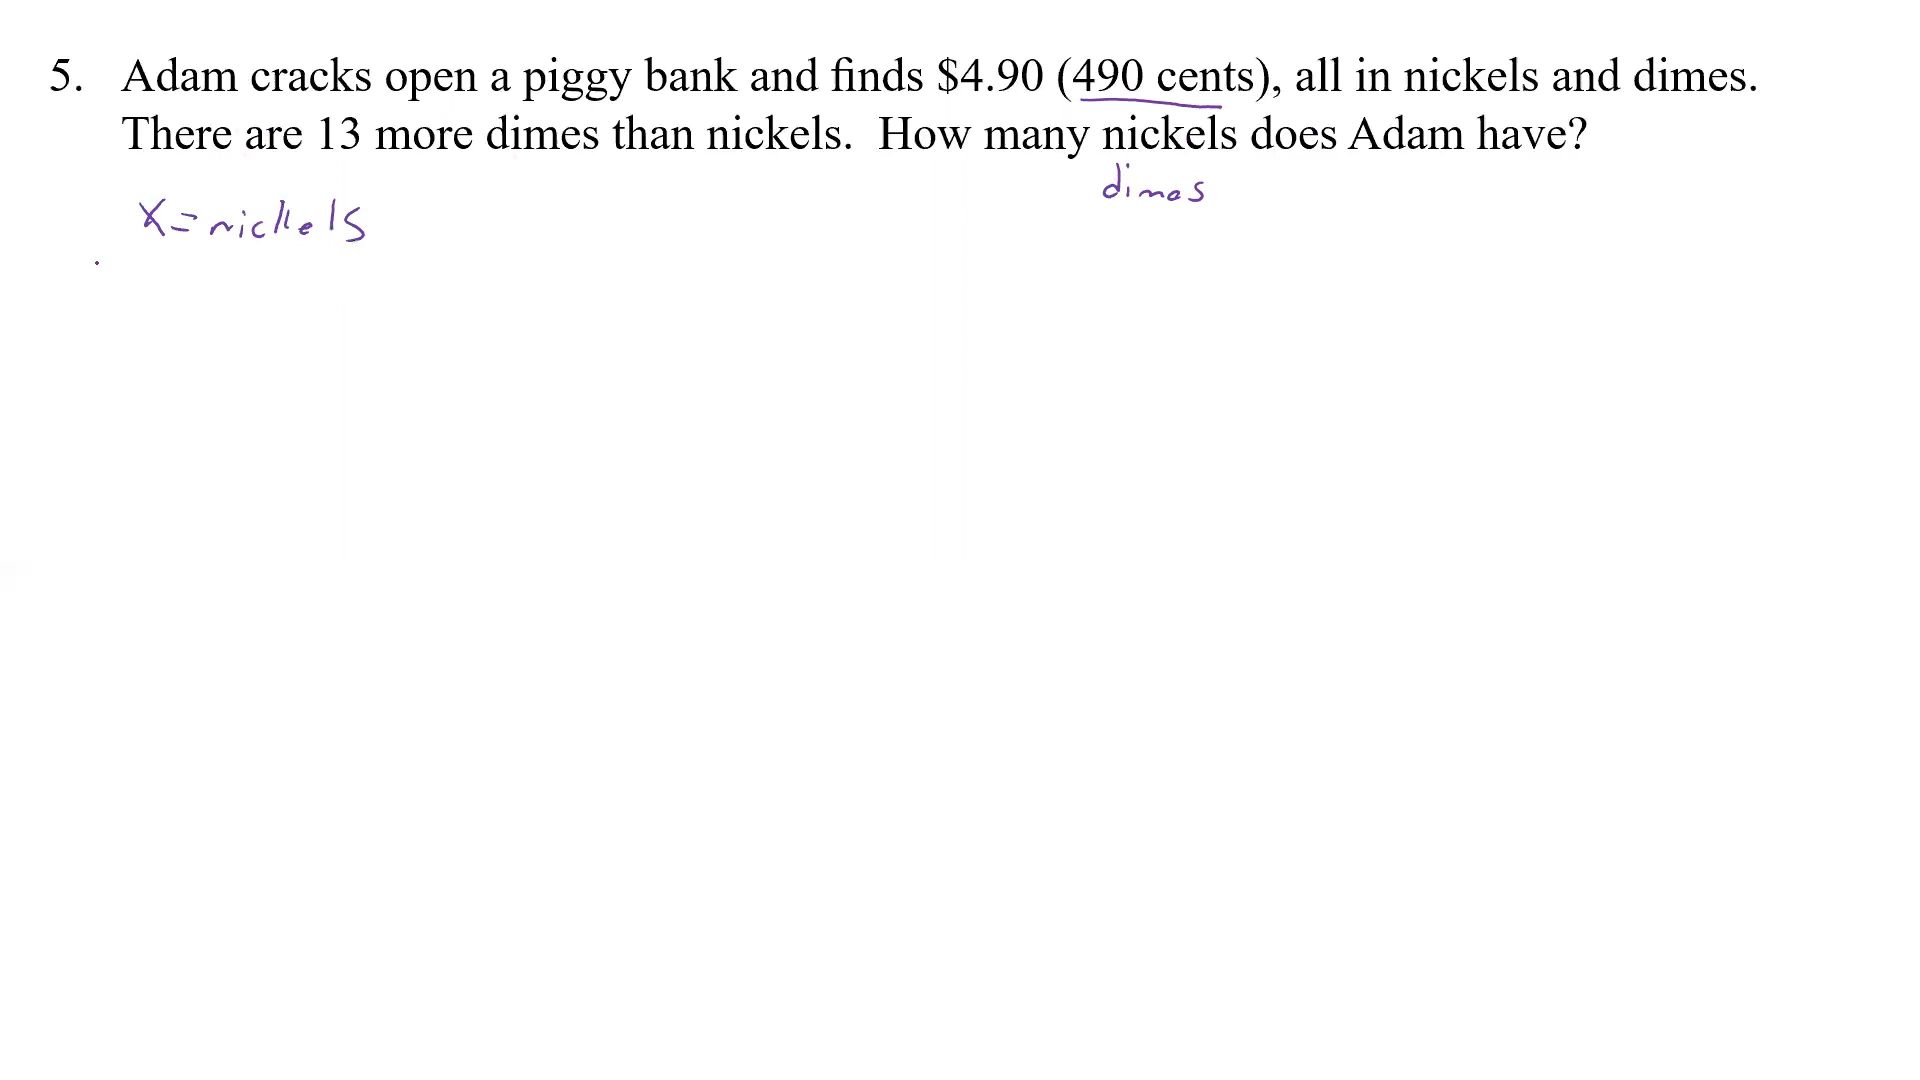 5. Adam cracks open a piggy bank and finds $4.90 (490 cents), all in nickels and dimes.
There are 13 more dimes than nickels. How many nickels does Adam have?
dimes
x = nickels